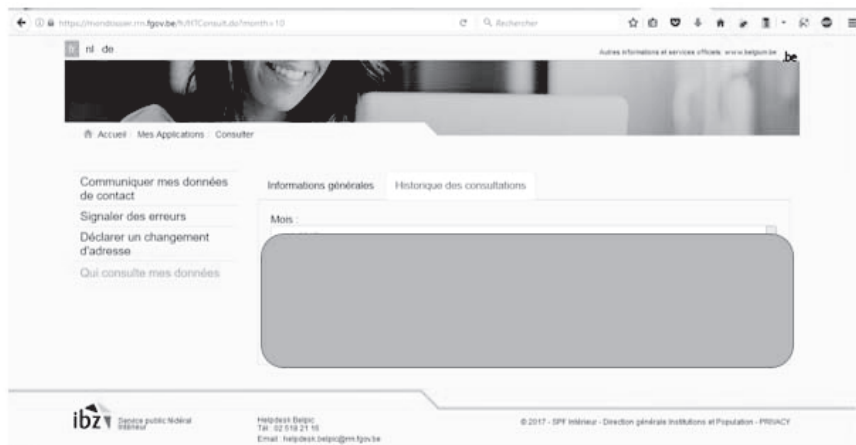 https://mondossier.rrn.fgov.be/fr/HTConsult.do?month=10
Rechercher
fr nl de
Autres informations et services officiels: www.belgium.be
.be
Accueil Mes Applications Consulter
Communiquer mes données
de contact
Signaler des erreurs
Déclarer un changement
d'adresse
Qui consulte mes données
Informations générales Historique des consultations
Mois :
ibz Service public fédéral
Intérieur
Helpdesk Belpic
Tél : 02 518 21 16
Email : helpdesk.belpic@rrn.fgov.be
© 2017 - SPF Intérieur - Direction générale Institutions et Population - PRIVACY